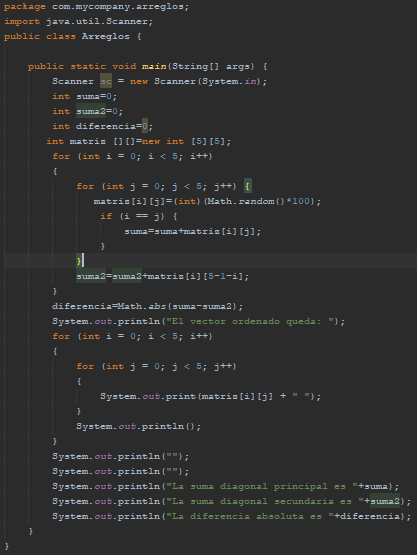 package com.mycompany.arreglos;
import java.util.Scanner;
public class Arreglos {
public static void main(String[] args) {
Scanner sc = new Scanner(System.in);
int suma=0;
int suma2=0;
int diferencia=0;
int matris [][]=new int [5][5];
for (int i = 0; i < 5; i++)
{
for (int j = 0; j < 5; j++) {
matris[i][j]=(int)(Math.random()*100);
if (i == j) {
suma=suma+matris[i][j];
}
}
suma2=suma2+matris[i][5-1-i];
}
diferencia=Math.abs(suma-suma2);
System.out.println("El vector ordenado queda: ");
for (int i = 0; i < 5; i++)
{
for (int j = 0; j < 5; j++)
{
System.out.print(matris[i][j] + " ");
}
System.out.println();
}
System.out.println("");
System.out.println("");
System.out.println("La suma diagonal principal es "+suma);
System.out.println("La suma diagonal secundaria es "+suma2);
System.out.println("La diferencia absoluta es "+diferencia);
}
}